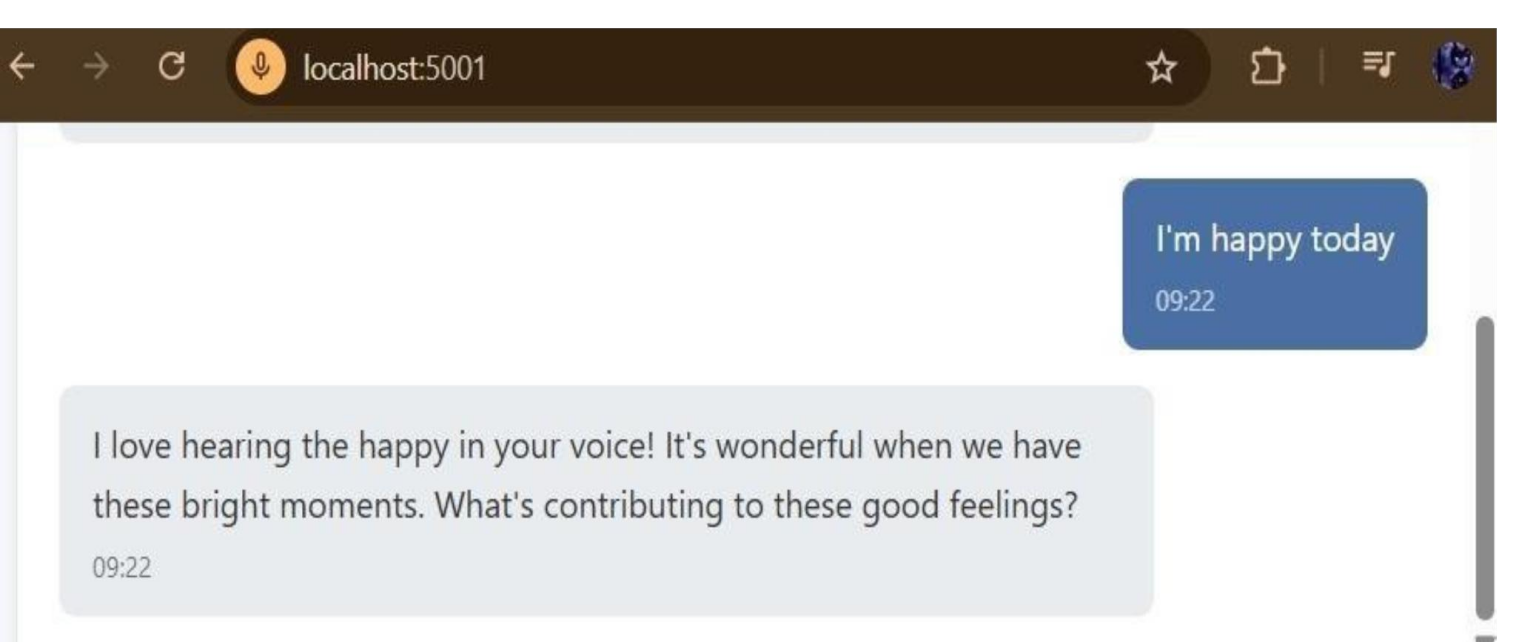 localhost:5001
I'm happy today
09:22
I love hearing the happy in your voice! It's wonderful when we have
these bright moments. What's contributing to these good feelings?
09:22